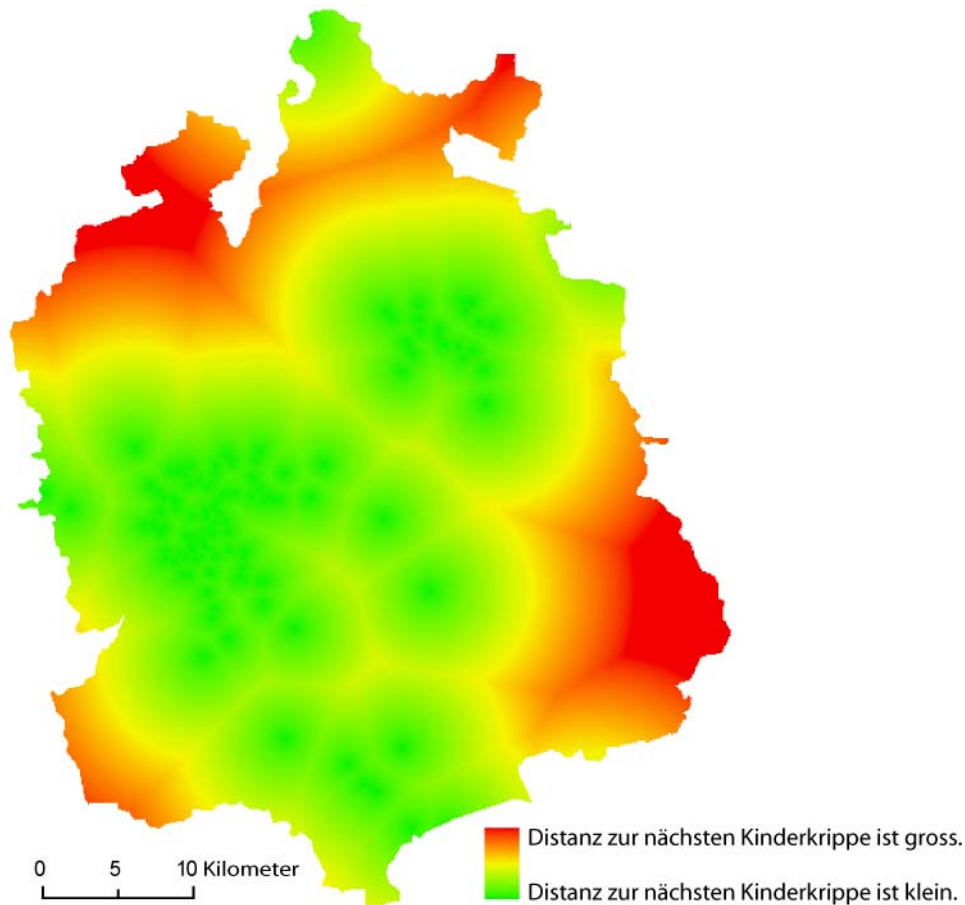 Distanz zur nächsten Kinderkrippe ist gross.
0 5 10 Kilometer
Distanz zur nächsten Kinderkrippe ist klein.